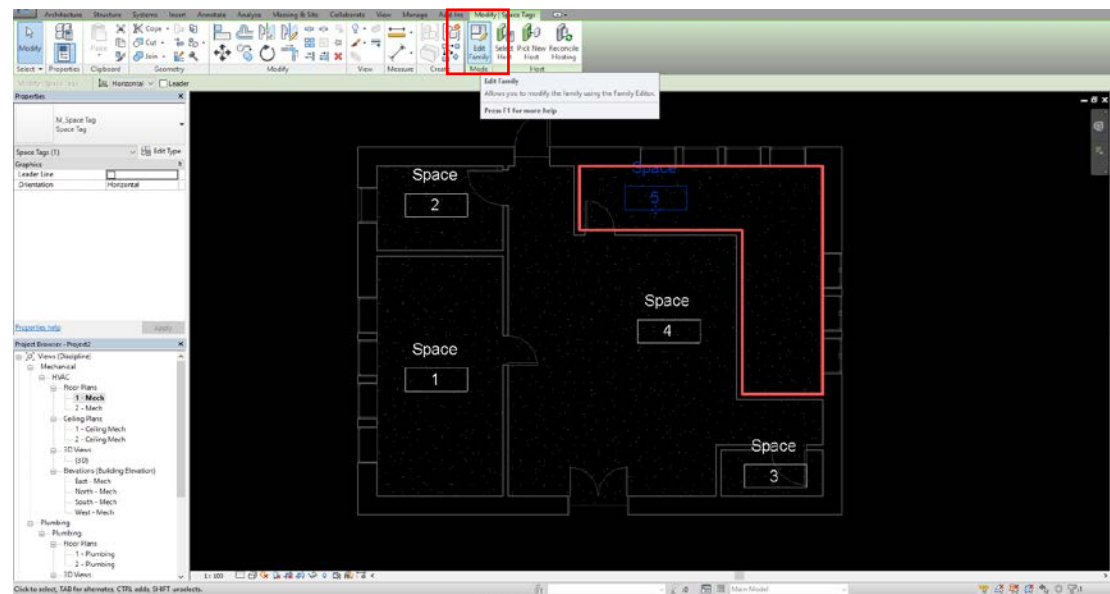 Architecture Structure Systems Insert Annotate Analyze Massing & Site Collaborate View Manage Add-Ins Modify | Space Tags
Modify
Paste
Cope
Cut
Join
Edit Family
Select Host
Pick New Host
Reconcile Hosting
Select Properties Clipboard Geometry Modify View Measure Create Mode Host
Modify | Space Tags Horizontal Leader
Edit Family
Allows you to modify the family using the Family Editor.
Press F1 for more help
Properties
M_Space Tag
Space Tag
Space Tags (1) Edit Type
Graphics
Leader Line
Orientation Horizontal
Properties help Apply
Project Browser - Project2
Views (Discipline)
Mechanical
HVAC
Floor Plans
1 - Mech
2 - Mech
Ceiling Plans
1 - Ceiling Mech
2 - Ceiling Mech
3D Views
{3D}
Elevations (Building Elevation)
East - Mech
North - Mech
South - Mech
West - Mech
Plumbing
Plumbing
Floor Plans
1 - Plumbing
2 - Plumbing
3D Views
Space
2
Space
5
Space
4
Space
1
Space
3
1 : 100
Click to select, TAB for alternates, CTRL adds, SHIFT unselects.
Main Model